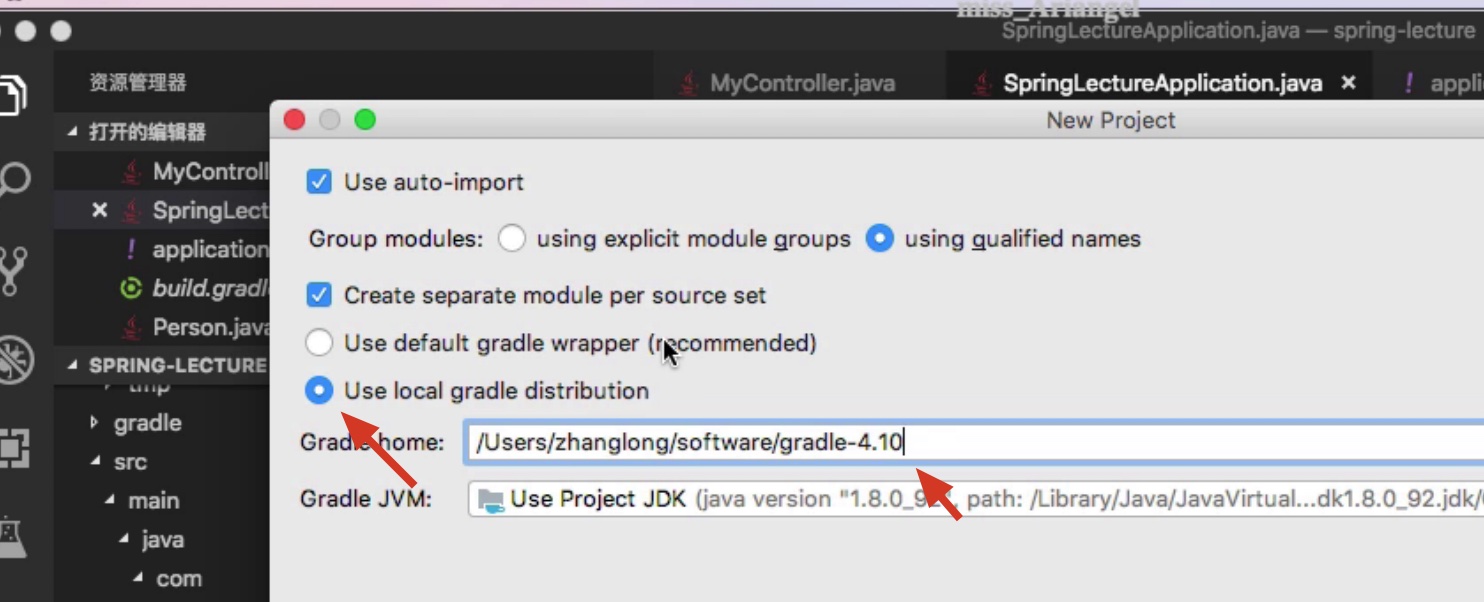 miss_Ariangel
SpringLectureApplication.java — spring-lecture
资源管理器
MyController.java
SpringLectureApplication.java ×
! appli
打开的编辑器
New Project
MyControll
Use auto-import
× SpringLect
Group modules: using explicit module groups using qualified names
! application
build.gradl
Create separate module per source set
Person.java
Use default gradle wrapper (recommended)
SPRING-LECTURE
tmp
Use local gradle distribution
gradle
Gradle home: /Users/zhanglong/software/gradle-4.10
src
main
Gradle JVM: Use Project JDK (java version "1.8.0_92", path: /Library/Java/JavaVirtual...dk1.8.0_92.jdk/
java
com